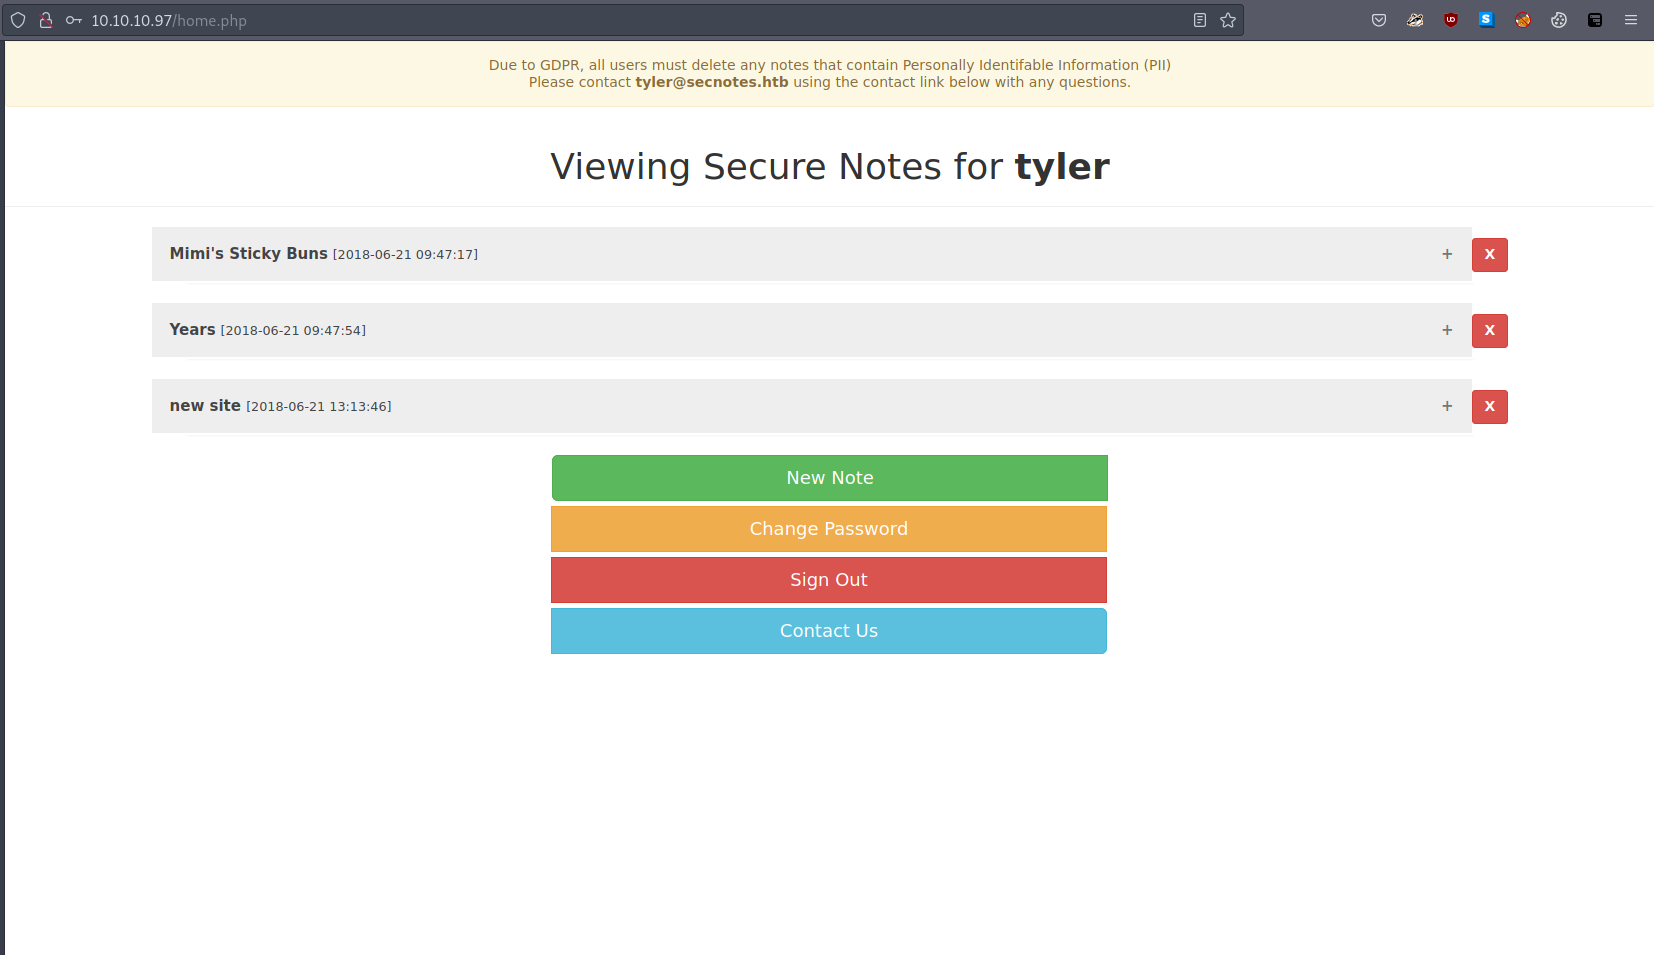 10.10.10.97/home.php
Due to GDPR, all users must delete any notes that contain Personally Identifable Information (PII)
Please contact tyler@secnotes.htb using the contact link below with any questions.
Viewing Secure Notes for tyler
Mimi's Sticky Buns [2018-06-21 09:47:17] + X
Years [2018-06-21 09:47:54] + X
new site [2018-06-21 13:13:46] + X
New Note
Change Password
Sign Out
Contact Us